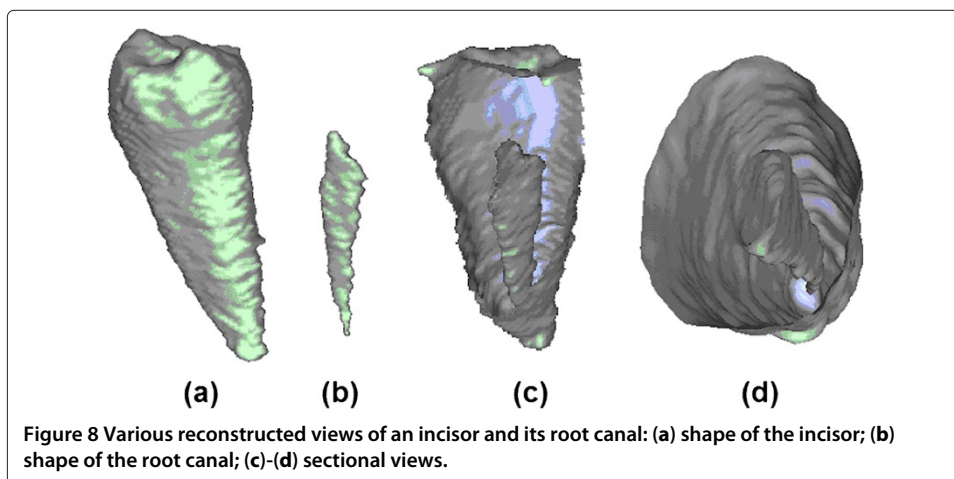 (a) (b) (c) (d)
Figure 8 Various reconstructed views of an incisor and its root canal: (a) shape of the incisor; (b)
shape of the root canal; (c)-(d) sectional views.